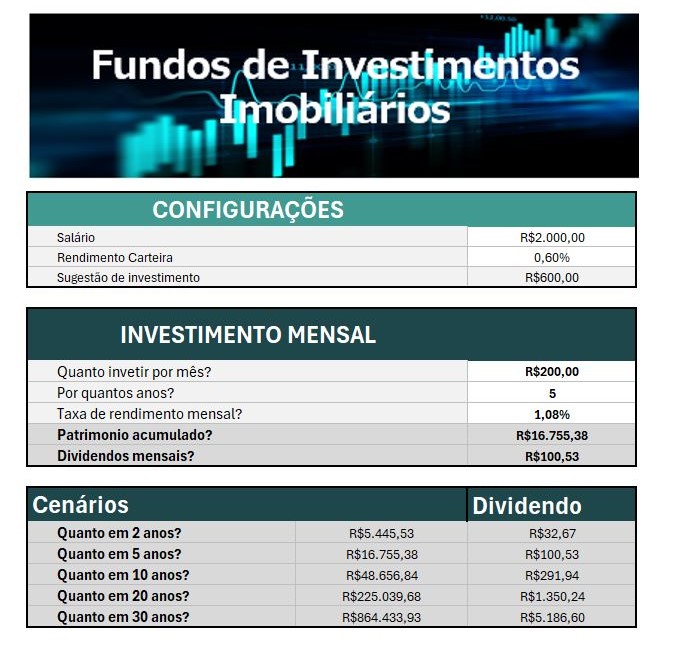 Fundos de Investimentos
Imobiliários
CONFIGURAÇÕES
Salário R$2.000,00
Rendimento Carteira 0,60%
Sugestão de investimento R$600,00
INVESTIMENTO MENSAL
Quanto invetir por mês? R$200,00
Por quantos anos? 5
Taxa de rendimento mensal? 1,08%
Patrimonio acumulado? R$16.755,38
Dividendos mensais? R$100,53
Cenários Dividendo
Quanto em 2 anos? R$5.445,53 R$32,67
Quanto em 5 anos? R$16.755,38 R$100,53
Quanto em 10 anos? R$48.656,84 R$291,94
Quanto em 20 anos? R$225.039,68 R$1.350,24
Quanto em 30 anos? R$864.433,93 R$5.186,60